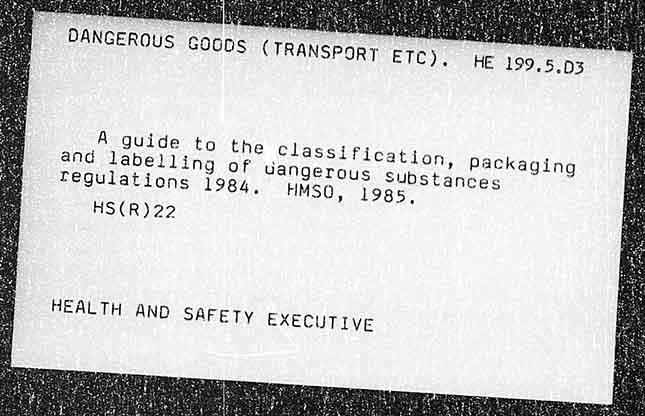 DANGEROUS GOODS (TRANSPORT ETC). HE 199.5.D3
A guide to the classification, packaging
and labelling of dangerous substances
regulations 1984. HMSO, 1985.
HS(R)22
HEALTH AND SAFETY EXECUTIVE